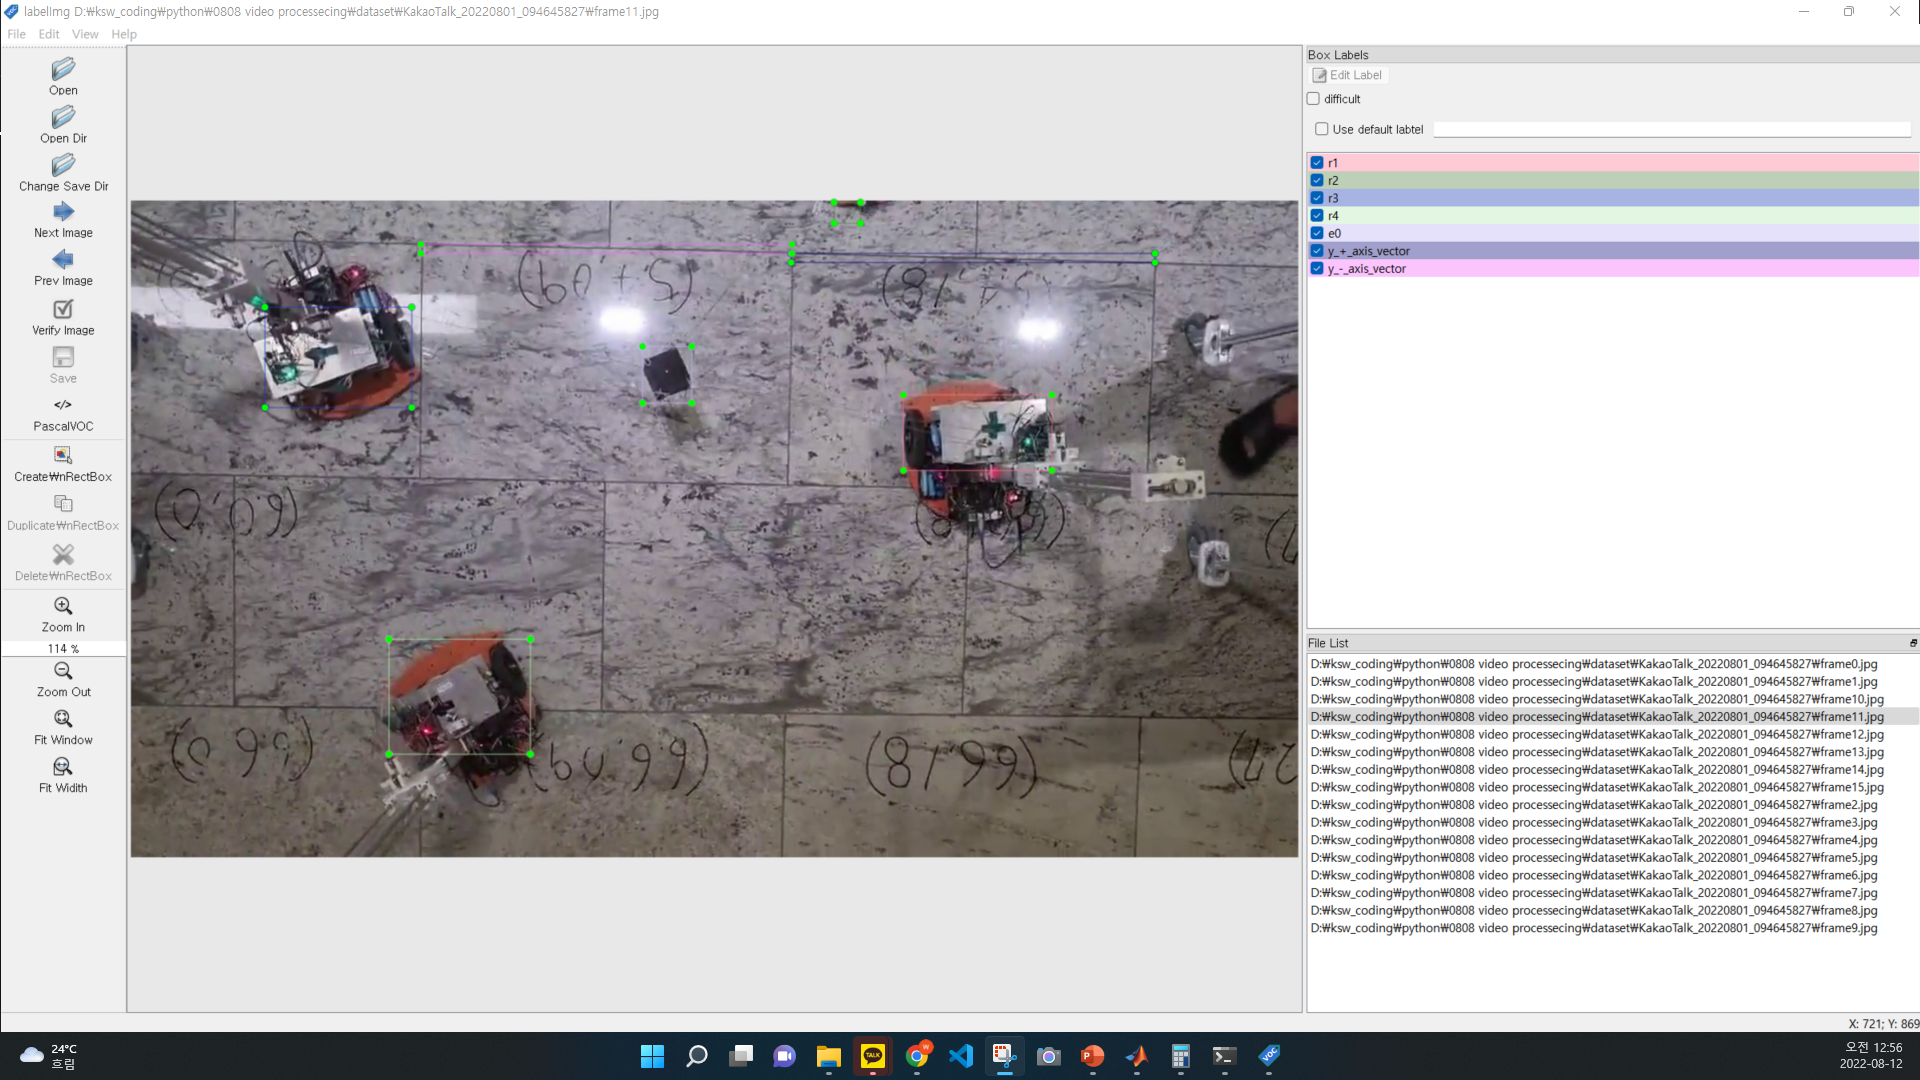 labelImg D:₩ksw_coding₩python₩0808 video processecing₩dataset₩KakaoTalk_20220801_094645827₩frame11.jpg
File Edit View Help
Open
Open Dir
Change Save Dir
Next Image
Prev Image
Verify Image
Save
</>
PascalVOC
Create₩nRectBox
Duplicate₩nRectBox
Delete₩nRectBox
Zoom In
114 %
Zoom Out
Fit Window
Fit Width
Box Labels
Edit Label
difficult
Use default labtel
r1
r2
r3
r4
e0
y_+_axis_vector
y_-_axis_vector
File List
D:₩ksw_coding₩python₩0808 video processecing₩dataset₩KakaoTalk_20220801_094645827₩frame0.jpg
D:₩ksw_coding₩python₩0808 video processecing₩dataset₩KakaoTalk_20220801_094645827₩frame1.jpg
D:₩ksw_coding₩python₩0808 video processecing₩dataset₩KakaoTalk_20220801_094645827₩frame10.jpg
D:₩ksw_coding₩python₩0808 video processecing₩dataset₩KakaoTalk_20220801_094645827₩frame11.jpg
D:₩ksw_coding₩python₩0808 video processecing₩dataset₩KakaoTalk_20220801_094645827₩frame12.jpg
D:₩ksw_coding₩python₩0808 video processecing₩dataset₩KakaoTalk_20220801_094645827₩frame13.jpg
D:₩ksw_coding₩python₩0808 video processecing₩dataset₩KakaoTalk_20220801_094645827₩frame14.jpg
D:₩ksw_coding₩python₩0808 video processecing₩dataset₩KakaoTalk_20220801_094645827₩frame15.jpg
D:₩ksw_coding₩python₩0808 video processecing₩dataset₩KakaoTalk_20220801_094645827₩frame2.jpg
D:₩ksw_coding₩python₩0808 video processecing₩dataset₩KakaoTalk_20220801_094645827₩frame3.jpg
D:₩ksw_coding₩python₩0808 video processecing₩dataset₩KakaoTalk_20220801_094645827₩frame4.jpg
D:₩ksw_coding₩python₩0808 video processecing₩dataset₩KakaoTalk_20220801_094645827₩frame5.jpg
D:₩ksw_coding₩python₩0808 video processecing₩dataset₩KakaoTalk_20220801_094645827₩frame6.jpg
D:₩ksw_coding₩python₩0808 video processecing₩dataset₩KakaoTalk_20220801_094645827₩frame7.jpg
D:₩ksw_coding₩python₩0808 video processecing₩dataset₩KakaoTalk_20220801_094645827₩frame8.jpg
D:₩ksw_coding₩python₩0808 video processecing₩dataset₩KakaoTalk_20220801_094645827₩frame9.jpg
X: 721; Y: 869
24°C
흐림
TALK
VOC
오전 12:56
2022-08-12